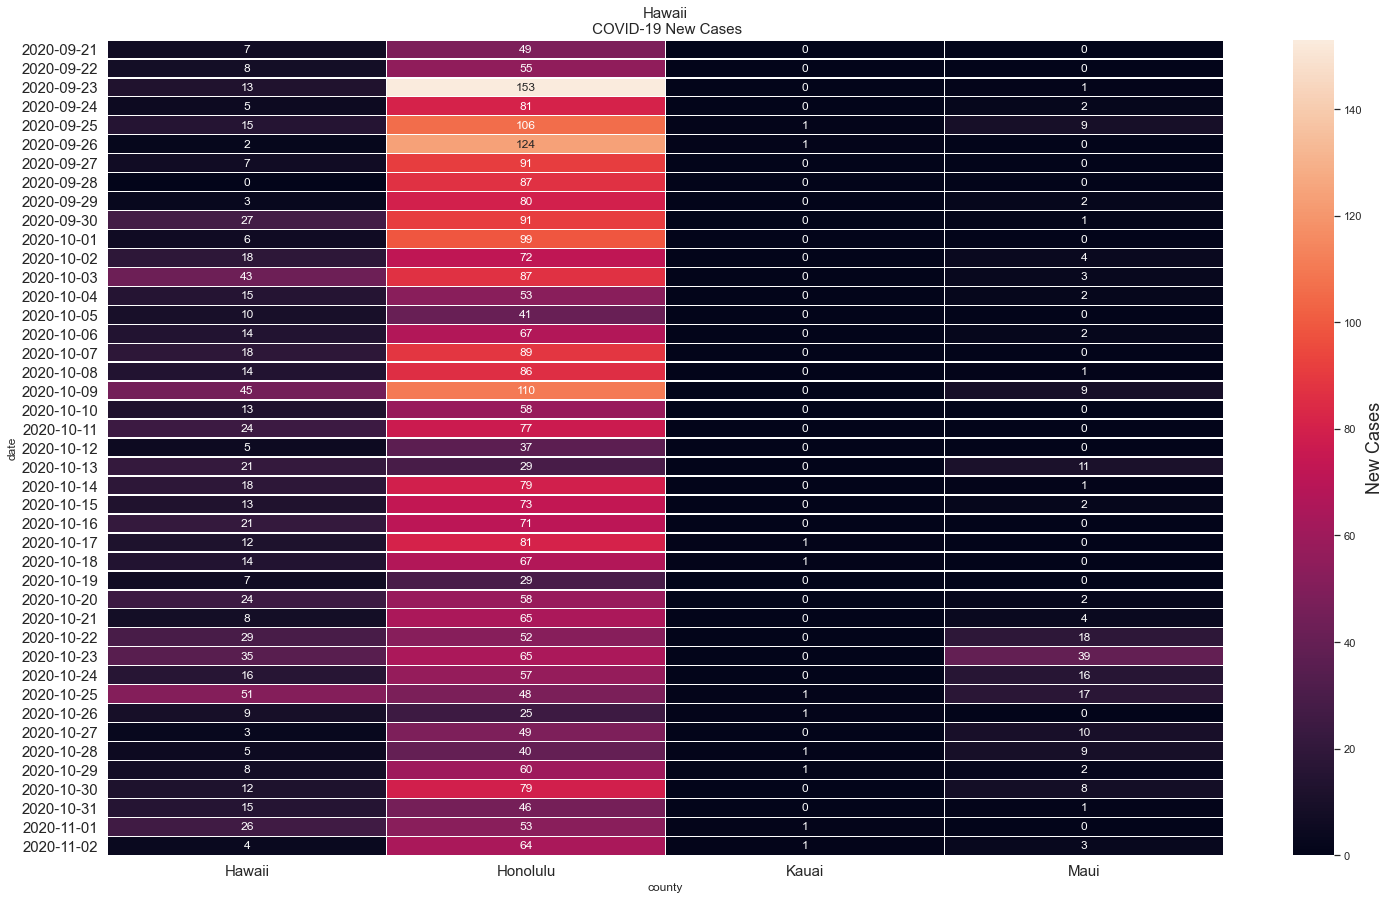 Hawaii
COVID-19 New Cases
2020-09-21 7 49 0 0
2020-09-22 8 55 0 0
2020-09-23 13 153 0 1
2020-09-24 5 81 0 2
2020-09-25 15 106 1 9
2020-09-26 2 124 1 0
2020-09-27 7 91 0 0
2020-09-28 0 87 0 0
2020-09-29 3 80 0 2
2020-09-30 27 91 0 1
2020-10-01 6 99 0 0
2020-10-02 18 72 0 4
2020-10-03 43 87 0 3
2020-10-04 15 53 0 2
2020-10-05 10 41 0 0
2020-10-06 14 67 0 2
2020-10-07 18 89 0 0
2020-10-08 14 86 0 1
2020-10-09 45 110 0 9
2020-10-10 13 58 0 0
2020-10-11 24 77 0 0
2020-10-12 5 37 0 0
2020-10-13 21 29 0 11
2020-10-14 18 79 0 1
2020-10-15 13 73 0 2
2020-10-16 21 71 0 0
2020-10-17 12 81 1 0
2020-10-18 14 67 1 0
2020-10-19 7 29 0 0
2020-10-20 24 58 0 2
2020-10-21 8 65 0 4
2020-10-22 29 52 0 18
2020-10-23 35 65 0 39
2020-10-24 16 57 0 16
2020-10-25 51 48 1 17
2020-10-26 9 25 1 0
2020-10-27 3 49 0 10
2020-10-28 5 40 1 9
2020-10-29 8 60 1 2
2020-10-30 12 79 0 8
2020-10-31 15 46 0 1
2020-11-01 26 53 1 0
2020-11-02 4 64 1 3
Hawaii Honolulu Kauai Maui
county
date
140
120
100
80
60
40
20
0
New Cases